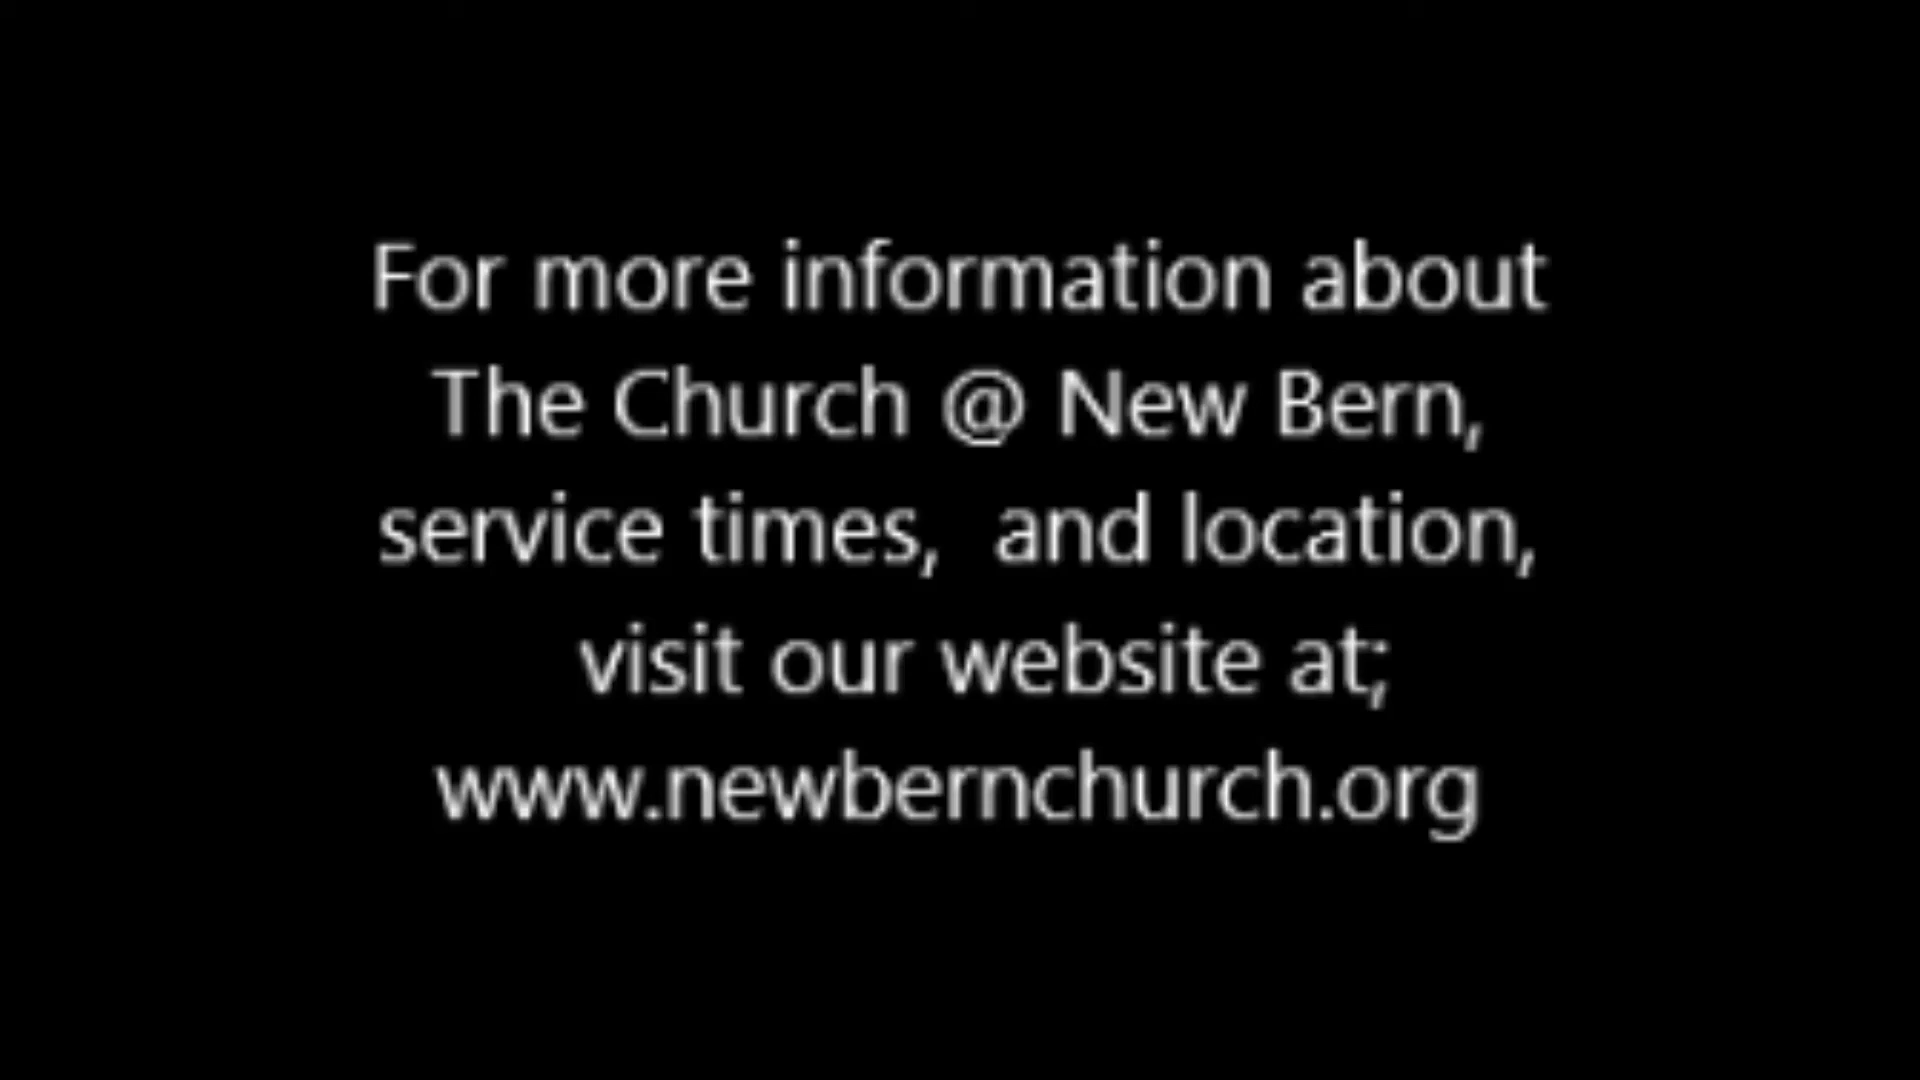 For more information about
The Church @ New Bern,
service times,  and location,
visit our website at;
www.newbernchurch.org